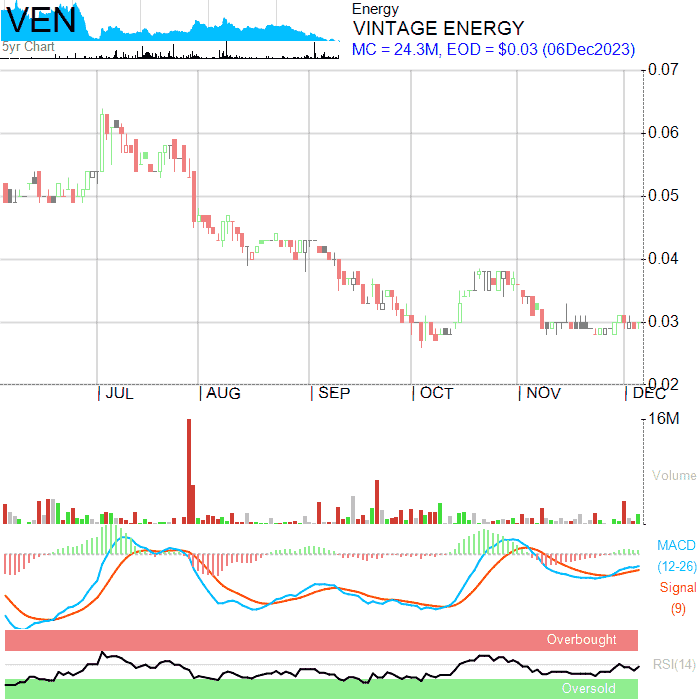 VEN
5yr Chart
Energy
VINTAGE ENERGY
MC = 24.3M, EOD = $0.03 (06Dec2023)
0.07
0.06
0.05
0.04
0.03
0.02
JUL AUG SEP OCT NOV DEC
16M
Volume
MACD
(12-26)
Signal
(9)
Overbought
RSI(14)
Oversold